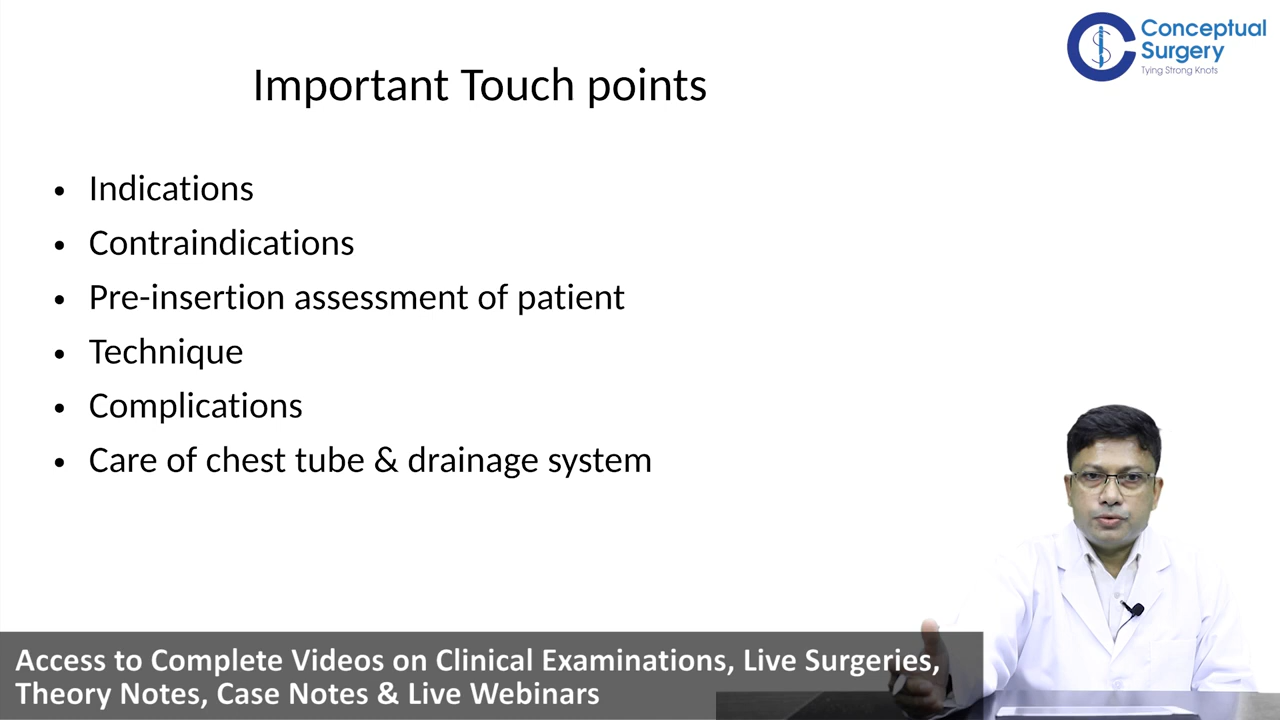 Conceptual
Surgery
Tying Strong Knots
Important Touch points
• Indications
• Contraindications
• Pre-insertion assessment of patient
• Technique
• Complications
• Care of chest tube & drainage system
Access to Complete Videos on Clinical Examinations, Live Surgeries,
Theory Notes, Case Notes & Live Webinars